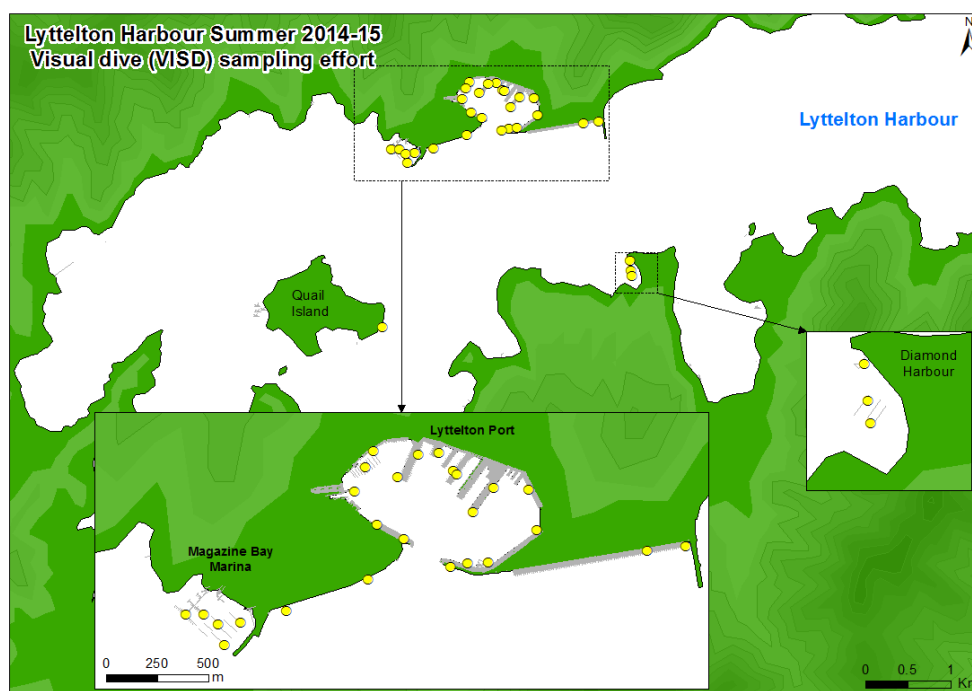 Lyttelton Harbour Summer 2014-15
Visual dive (VISD) sampling effort
N
Lyttelton Harbour
Quail
Island
Diamond
Harbour
Lyttelton Port
Magazine Bay
Marina
0 250 500
m
0 0.5 1
Km